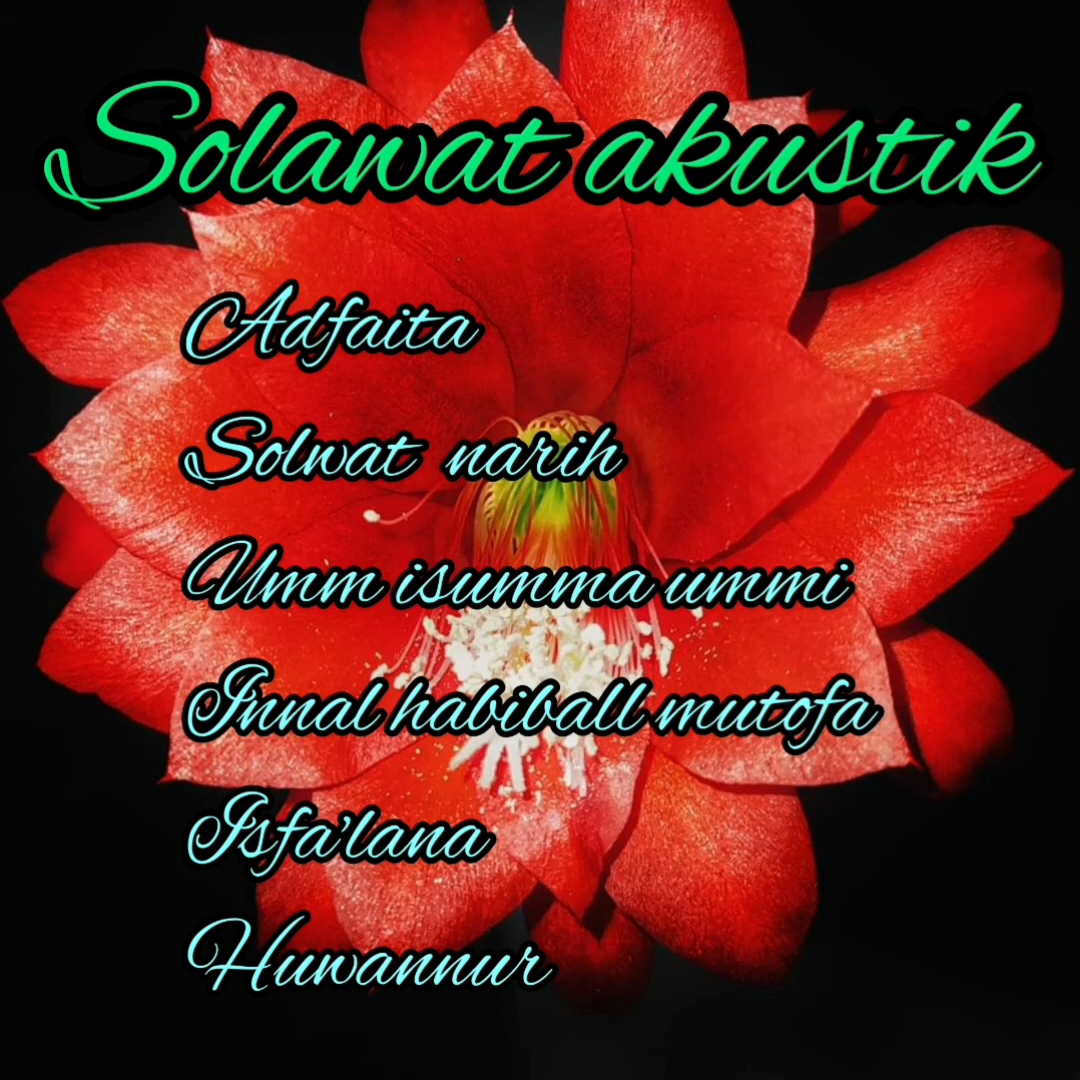 Solawat akustik
Adfaita
Solwat narih
Umm isumma ummi
Innal habiball mutofa
Isfa'lana
Huwannur